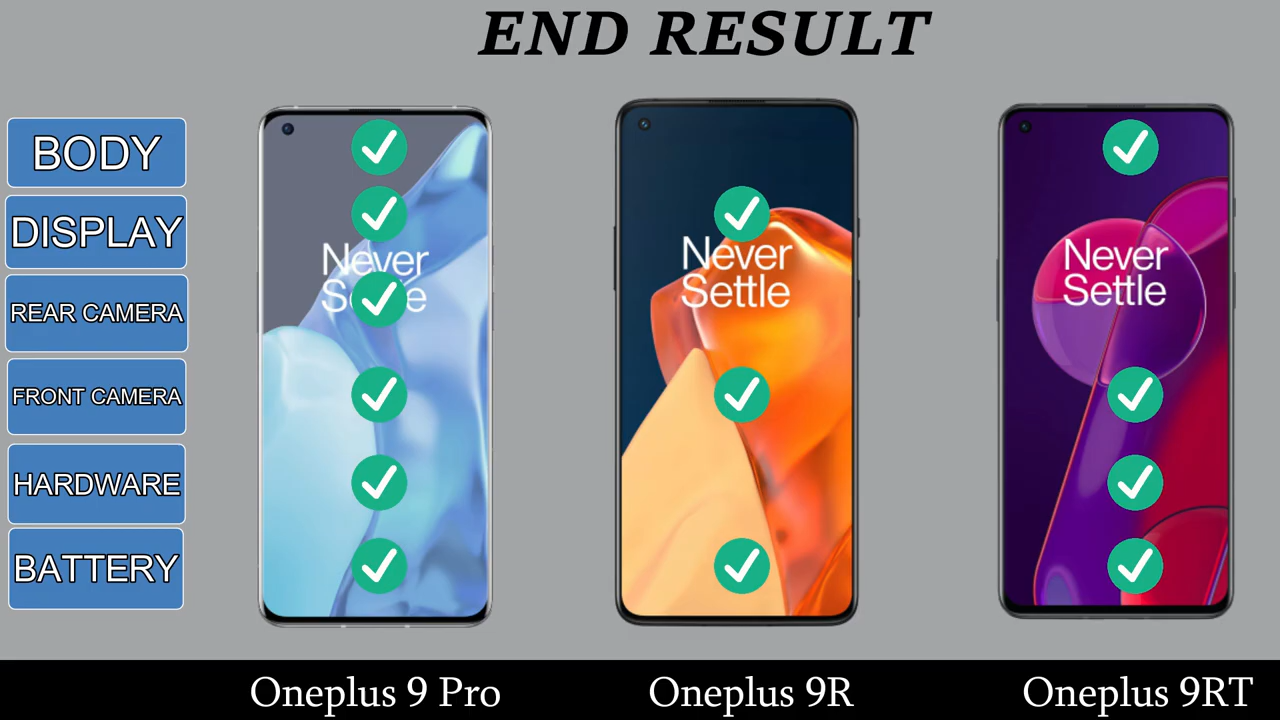 END RESULT
BODY
DISPLAY
REAR CAMERA
FRONT CAMERA
HARDWARE
BATTERY
Never
Settle
Never
Settle
Never
Settle
Oneplus 9 Pro
Oneplus 9R
Oneplus 9RT